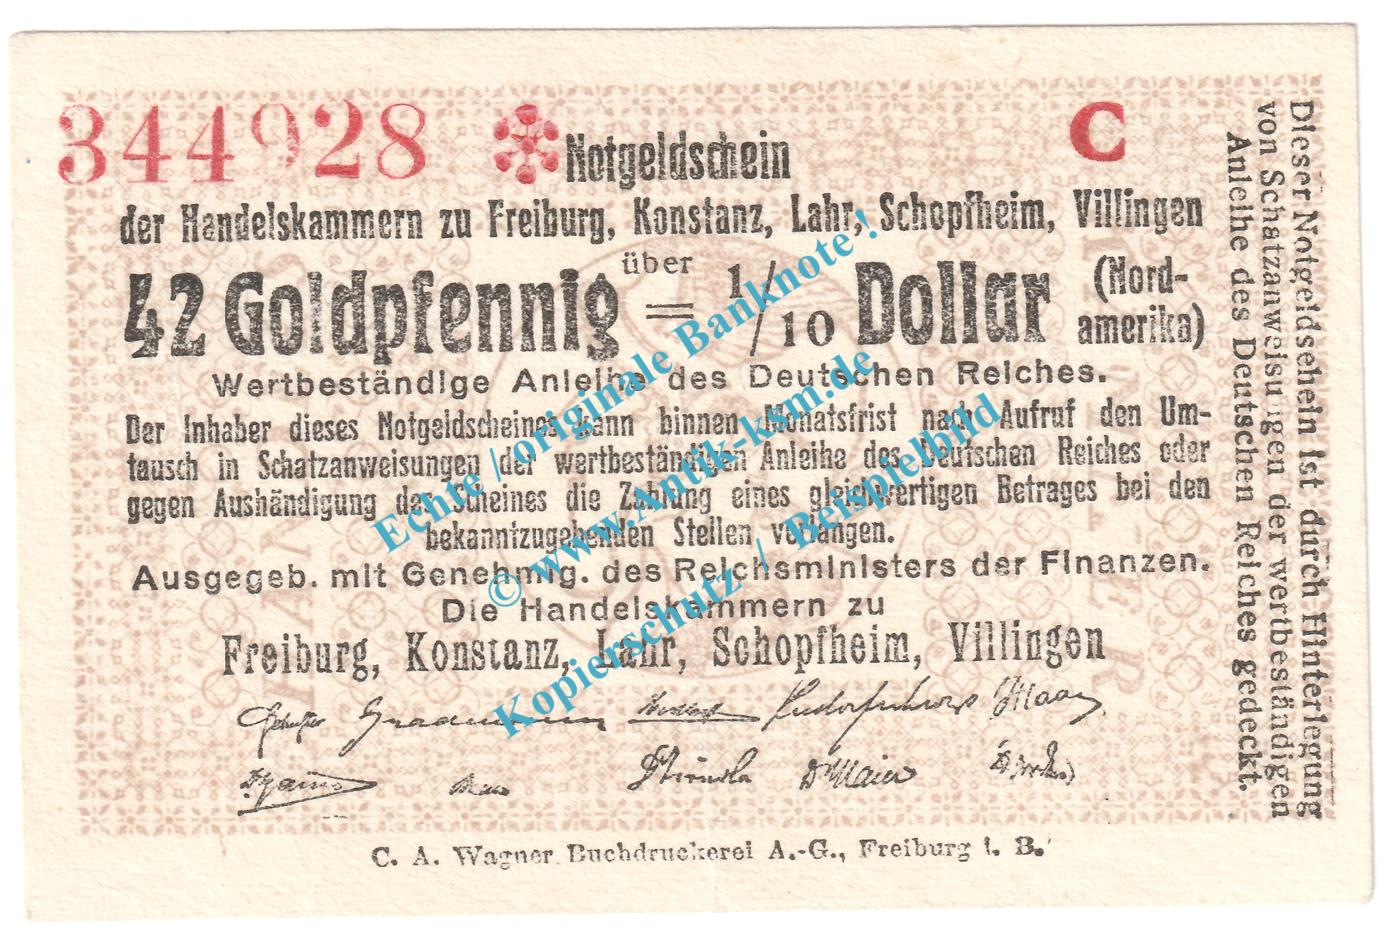 344928 C
Notgeldschein
der Handelskammern zu Freiburg, Konstanz, Lahr, Schopfheim, Villingen
über
42 Goldpfennig = 1/10 Dollar (Nord-
amerika)
Wertbeständige Anleihe des Deutschen Reiches.
Der Inhaber dieses Notgeldscheines kann binnen Monatsfrist nach Aufruf den Um-
tausch in Schatzanweisungen der wertbeständigen Anleihe des Deutschen Reiches oder
gegen Aushändigung des Scheines die Zahlung eines gleichwertigen Betrages bei den
bekanntzugebenden Stellen verlangen.
Ausgegeb. mit Genehmig. des Reichsministers der Finanzen.
Die Handelskammern zu
Freiburg, Konstanz, Lahr, Schopfheim, Villingen
Dr Maier
C. A. Wagner Buchdruckerei A.-G., Freiburg i. B.
Dieser Notgeldschein ist durch Hinterlegung
von Schatzanweisungen der wertbeständigen
Anleihe des Deutschen Reiches gedeckt.
Echte / originale Banknote !
© www.Antik-ksm.de
Kopierschutz / Beispielbild